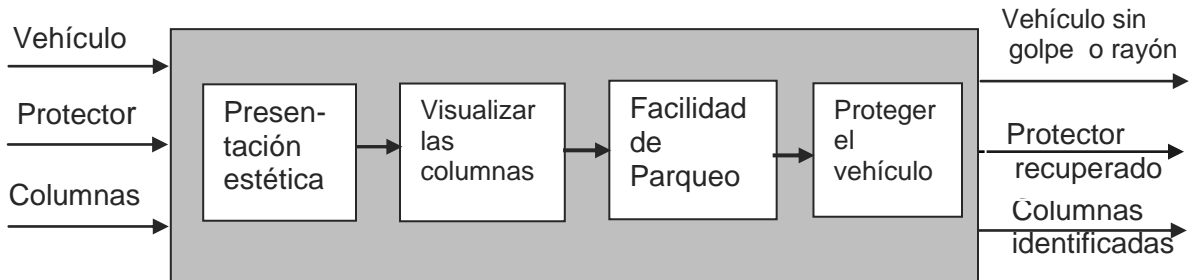 Vehículo
Protector
Columnas
Presen-
tación
estética
Visualizar
las
columnas
Facilidad
de
Parqueo
Proteger
el
vehículo
Vehículo sin
golpe o rayón
Protector
recuperado
Columnas
identificadas